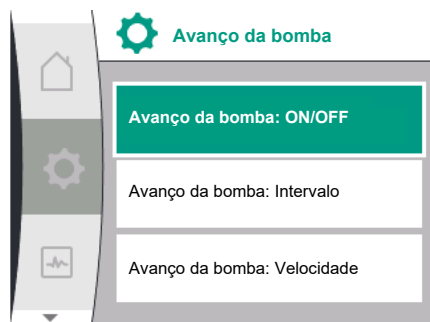 Avanço da bomba
Avanço da bomba: ON/OFF
Avanço da bomba: Intervalo
Avanço da bomba: Velocidade